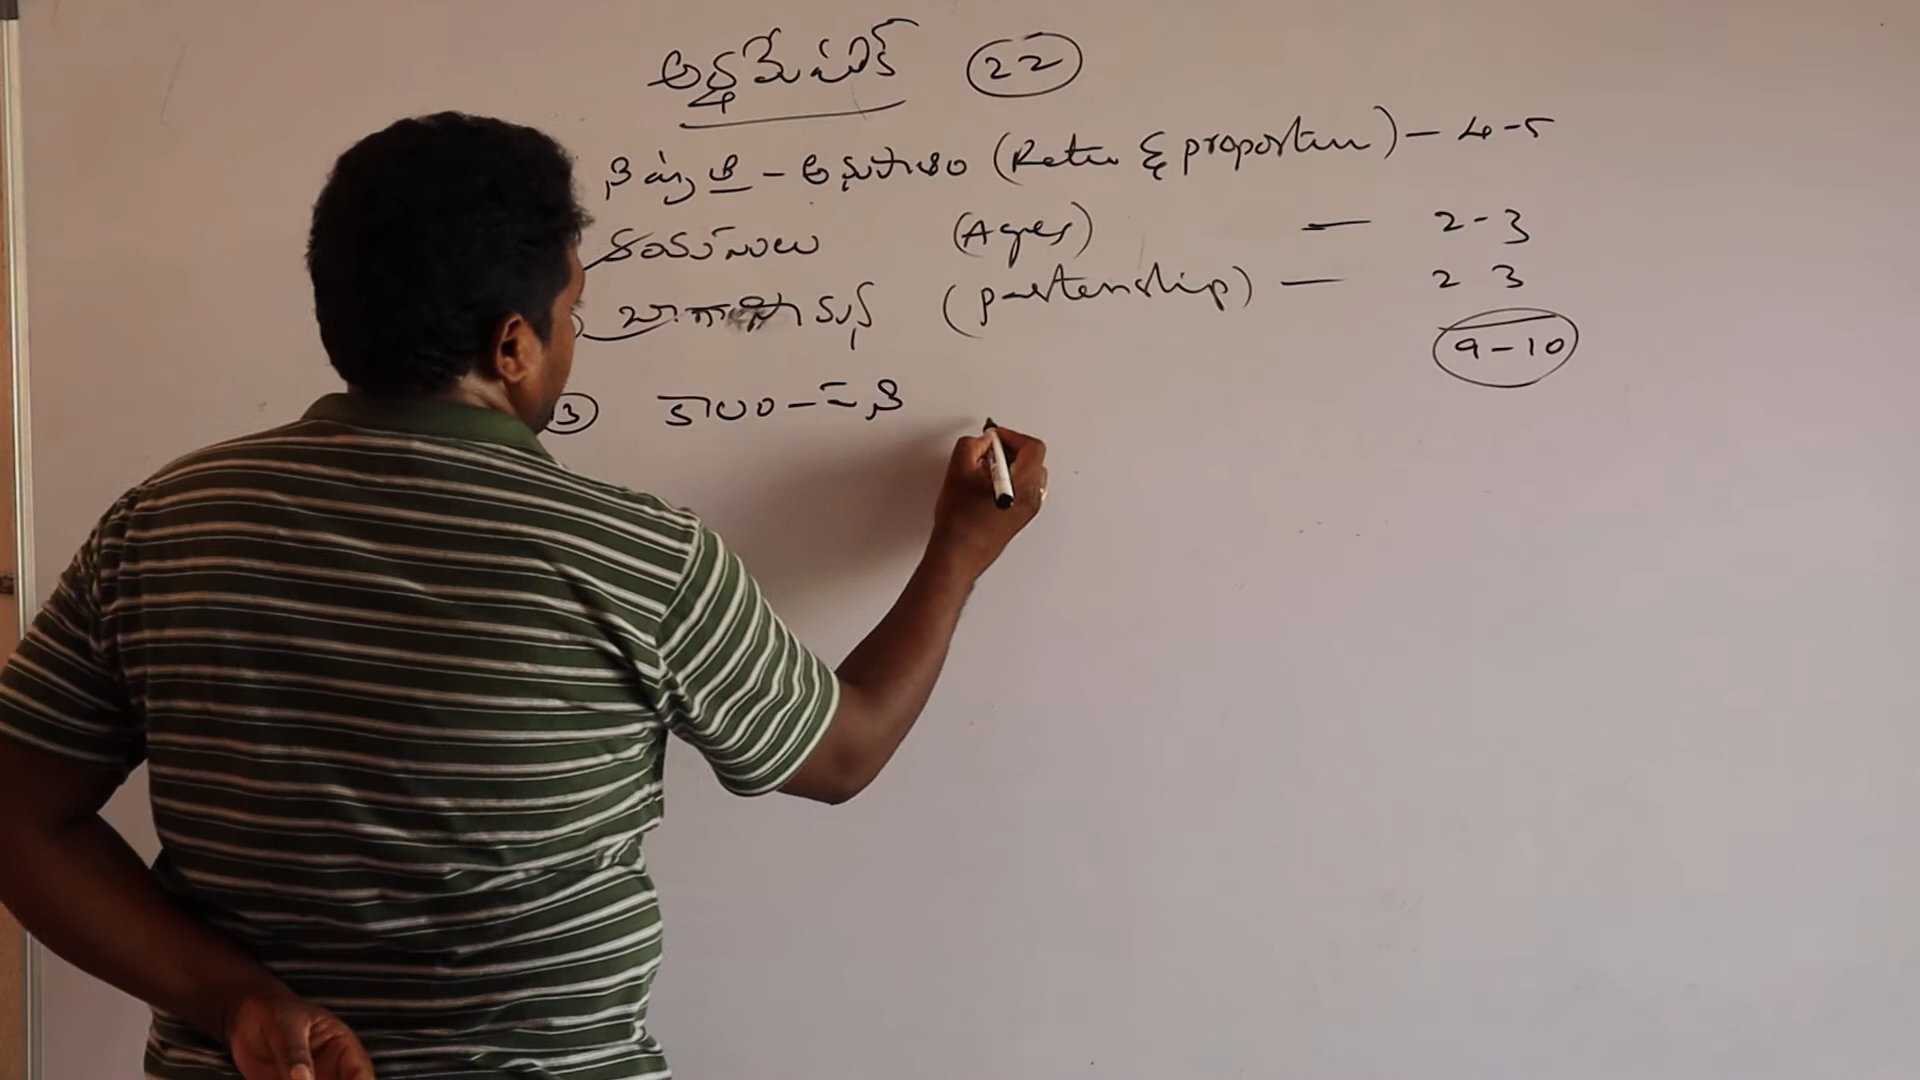 అర్థమేటిక్ 22
నిష్పత్తి - అనుపాతం (Ratio & proportion) - 4-5
వయసులు (Ages) - 2-3
భాగస్వామ్య (partenership) - 2 3
9-10
3 కాలం - పని